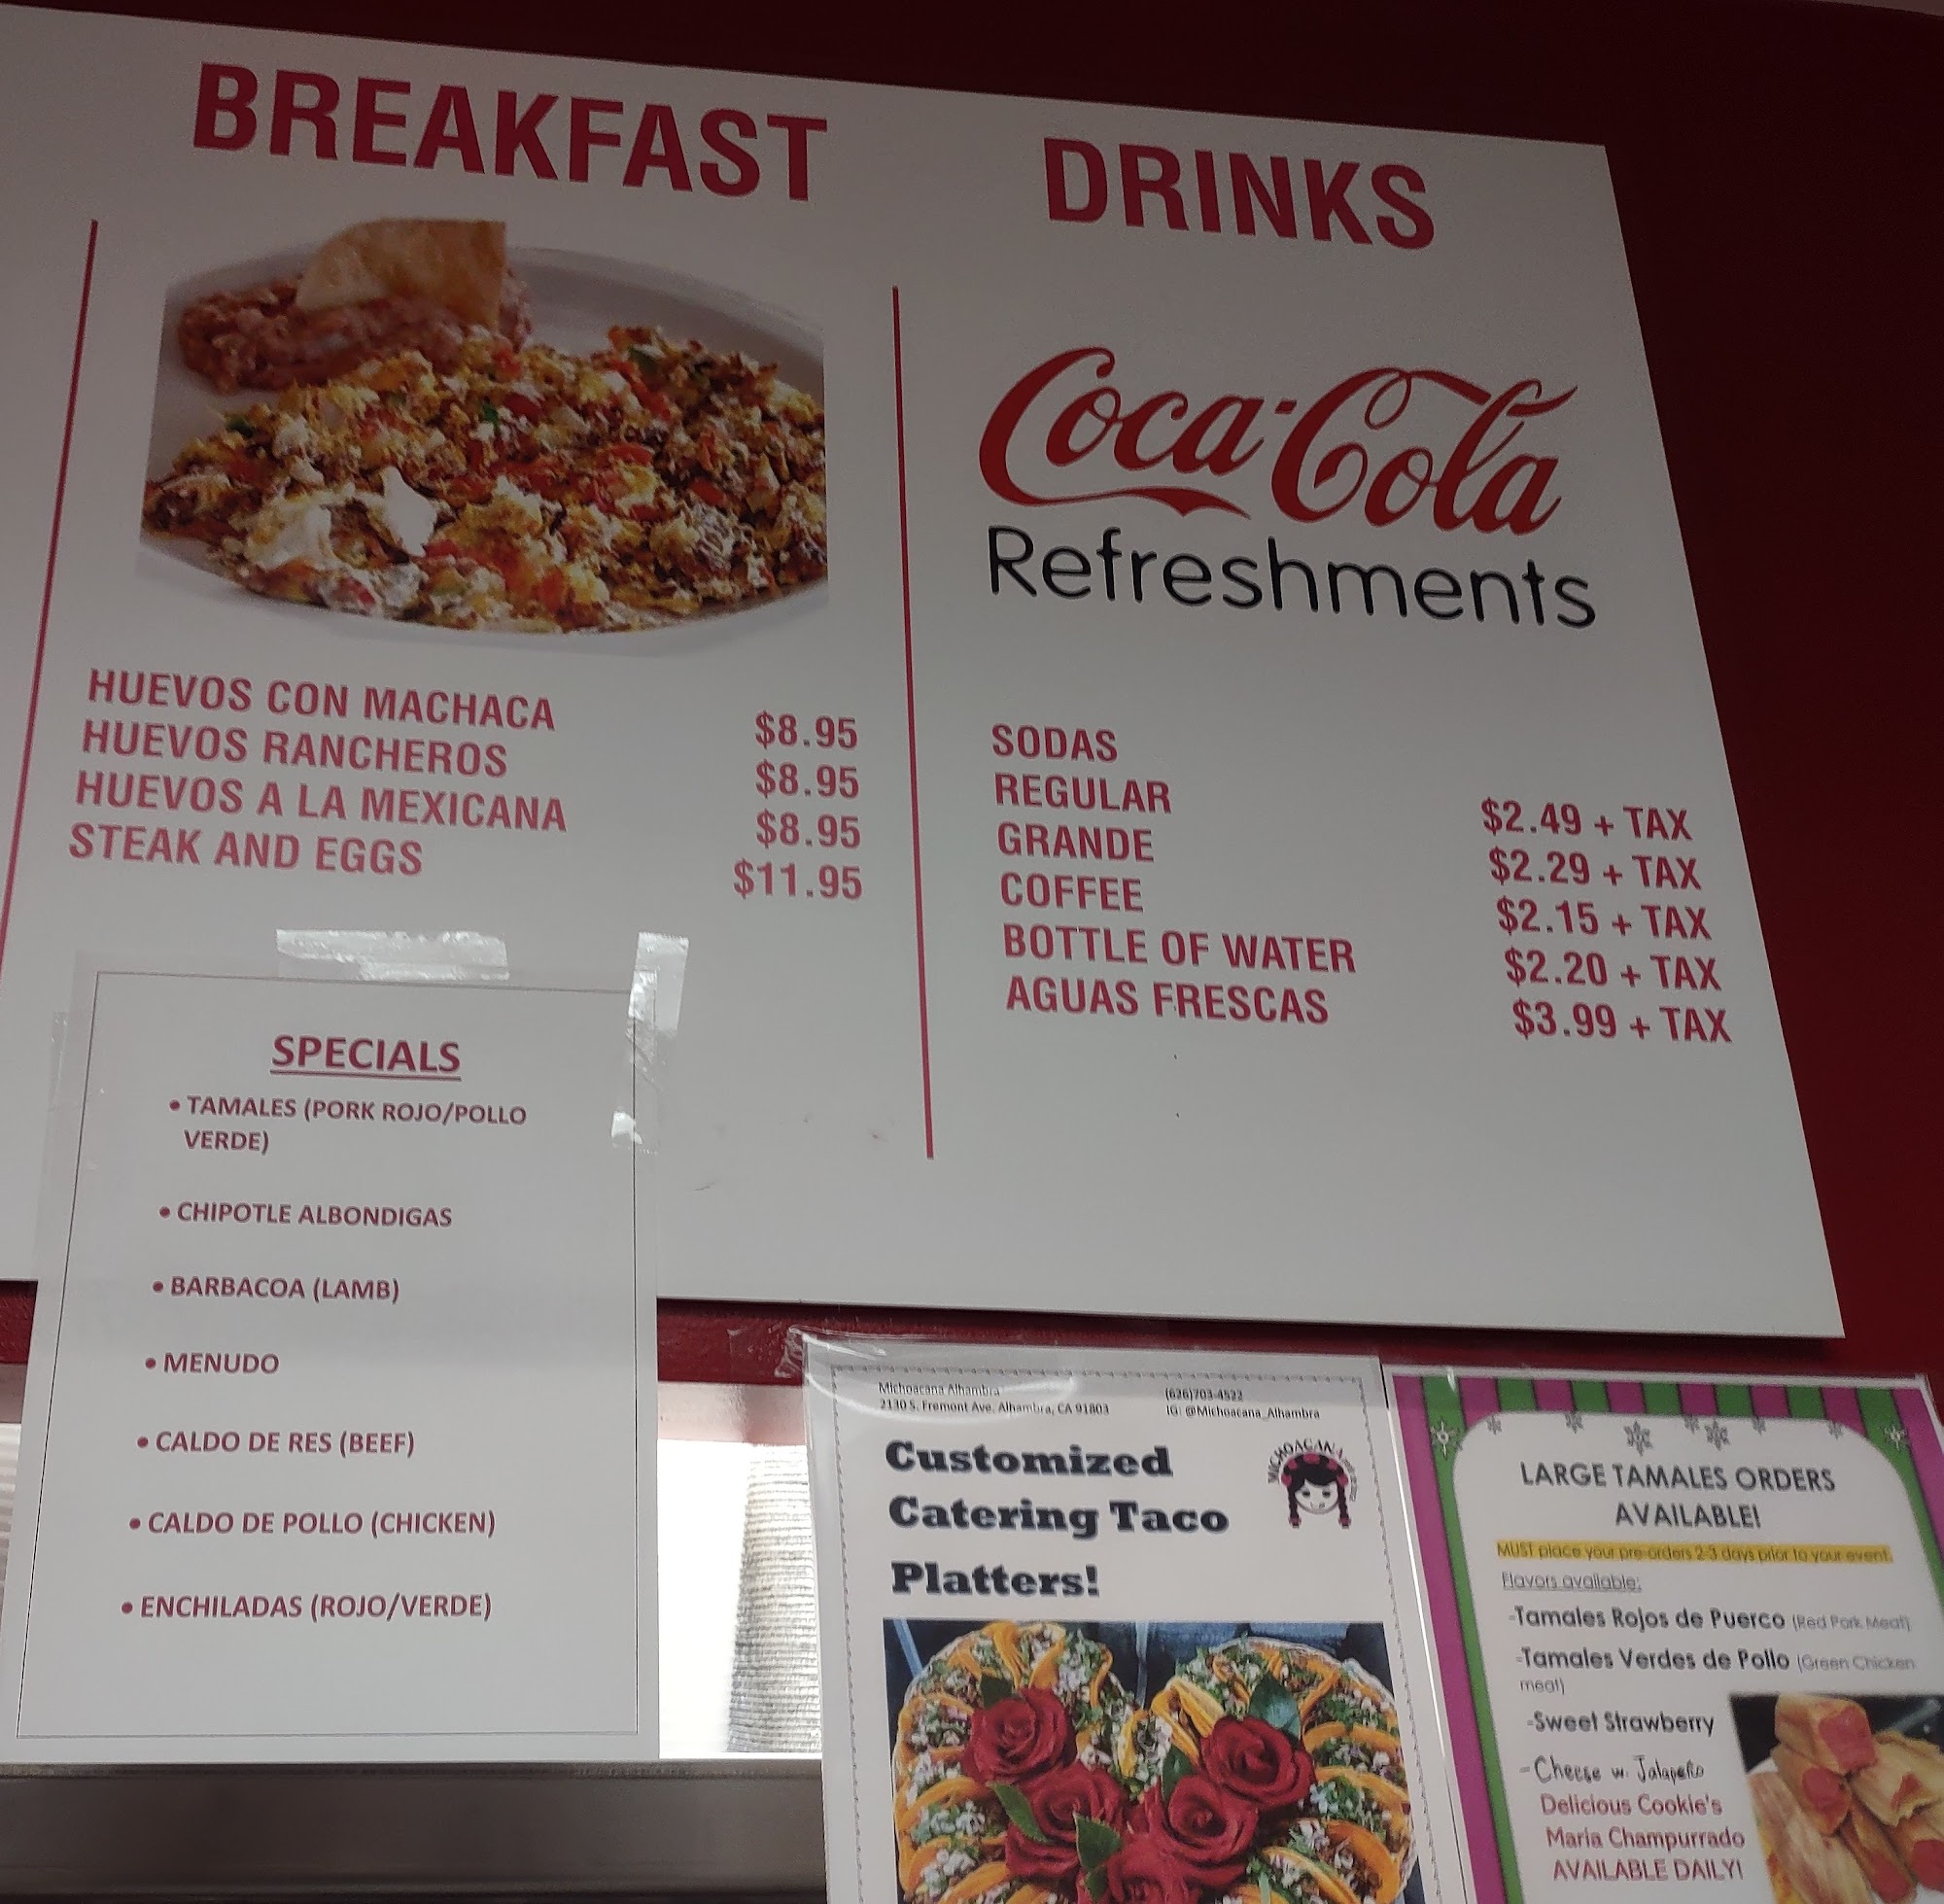 BREAKFAST
HUEVOS CON MACHACA $8.95
HUEVOS RANCHEROS $8.95
HUEVOS A LA MEXICANA $8.95
STEAK AND EGGS $11.95
DRINKS
Coca-Cola
Refreshments
SODAS
REGULAR $2.49 + TAX
GRANDE $2.29 + TAX
COFFEE $2.15 + TAX
BOTTLE OF WATER $2.20 + TAX
AGUAS FRESCAS $3.99 + TAX
SPECIALS
• TAMALES (PORK ROJO/POLLO
VERDE)
• CHIPOTLE ALBONDIGAS
• BARBACOA (LAMB)
• MENUDO
• CALDO DE RES (BEEF)
• CALDO DE POLLO (CHICKEN)
• ENCHILADAS (ROJO/VERDE)
Michoacana Alhambra (626)703-4522
2130 S. Fremont Ave. Alhambra, CA 91803 IG: @Michoacana_Alhambra
Customized
Catering Taco
Platters!
MICHOACANA
LARGE TAMALES ORDERS
AVAILABLE!
MUST place your pre-orders 2-3 days prior to your event.
Flavors available:
-Tamales Rojos de Puerco (Red Pork Meat)
-Tamales Verdes de Pollo (Green Chicken
meat)
-Sweet Strawberry
-Cheese w. Jalapeño
Delicious Cookie's
Maria Champurrado
AVAILABLE DAILY!